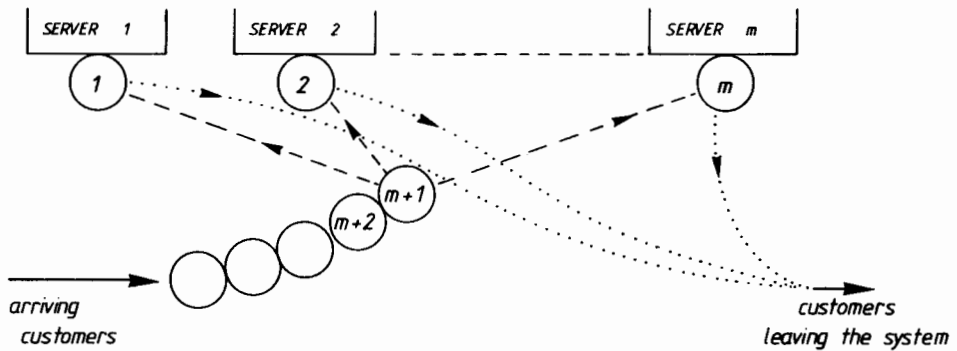 SERVER 1
SERVER 2
SERVER m
1
2
m
m+1
m+2
arriving
customers
customers
leaving the system